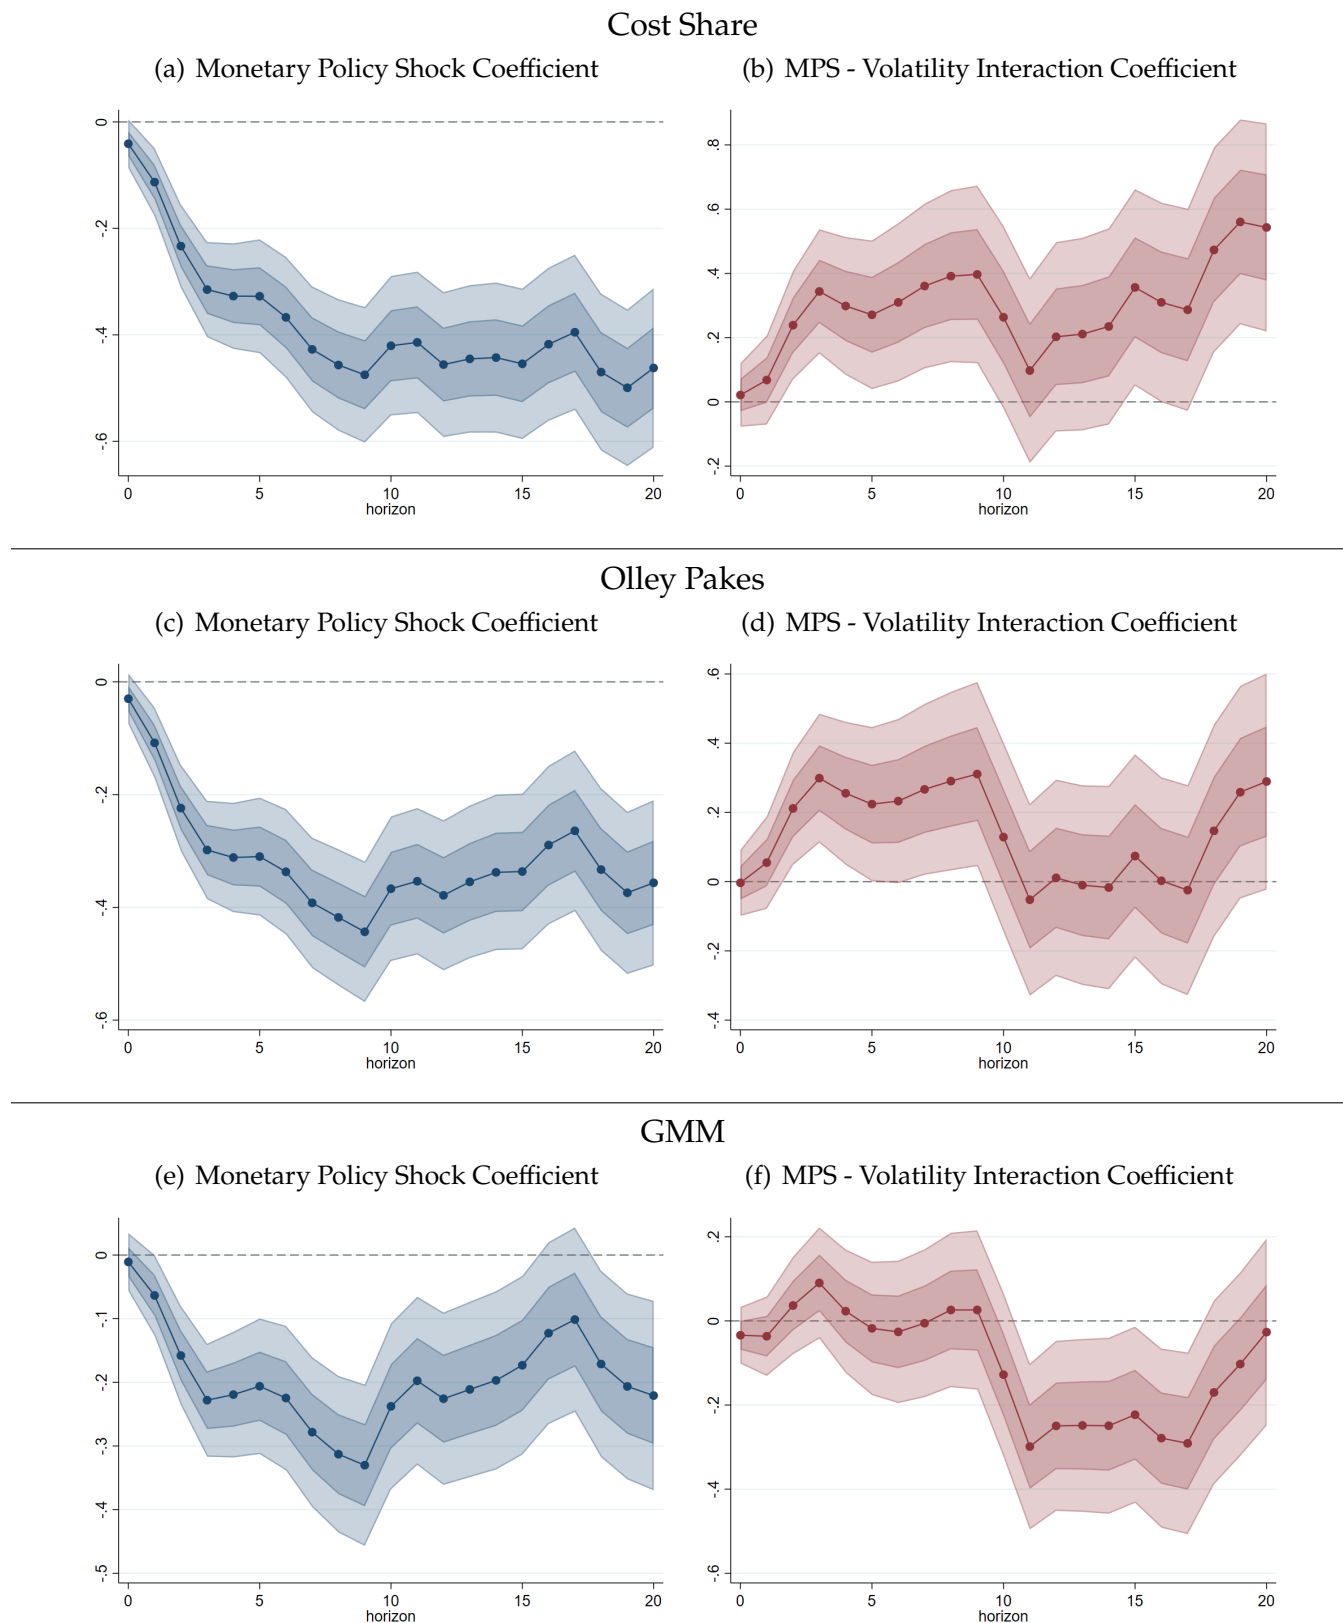 Cost Share
(a) Monetary Policy Shock Coefficient
(b) MPS - Volatility Interaction Coefficient
0
-.2
-.4
-.6
0 5 10 15 20
horizon
.8
.6
.4
.2
0
-.2
0 5 10 15 20
horizon
Olley Pakes
(c) Monetary Policy Shock Coefficient
(d) MPS - Volatility Interaction Coefficient
0
-.2
-.4
-.6
0 5 10 15 20
horizon
.6
.4
.2
0
-.2
-.4
0 5 10 15 20
horizon
GMM
(e) Monetary Policy Shock Coefficient
(f) MPS - Volatility Interaction Coefficient
0
-.1
-.2
-.3
-.4
-.5
0 5 10 15 20
horizon
.2
0
-.2
-.4
-.6
0 5 10 15 20
horizon